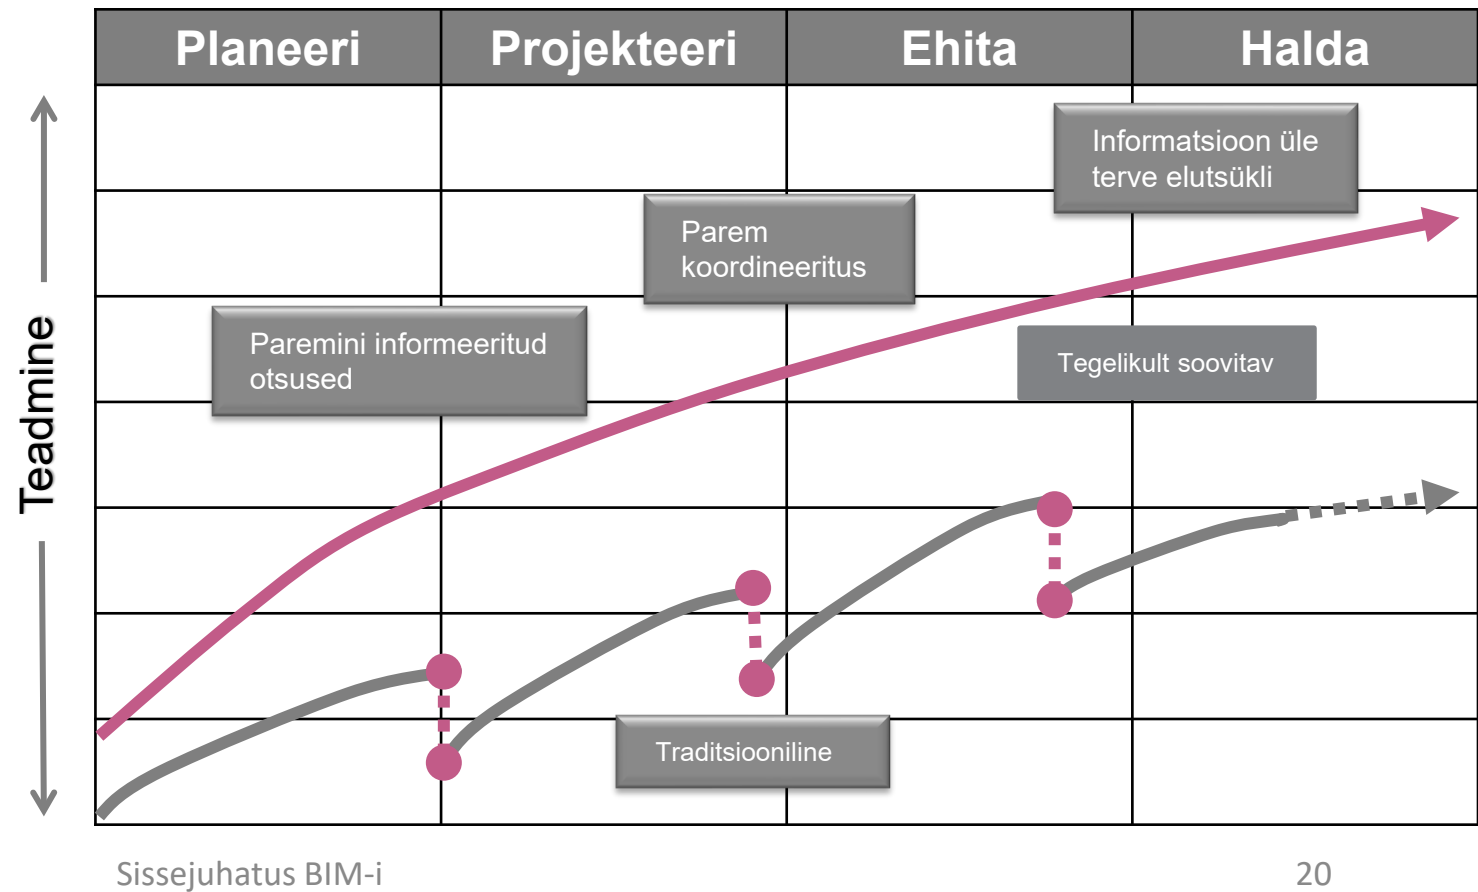 Planeeri
Projekteeri
Ehita
Halda
Informatsioon üle
terve elutsükli
Parem
koordineeritus
Paremini informeeritud
otsused
Tegelikult soovitav
Teadmine
Traditsiooniline
Sissejuhatus BIM-i
20